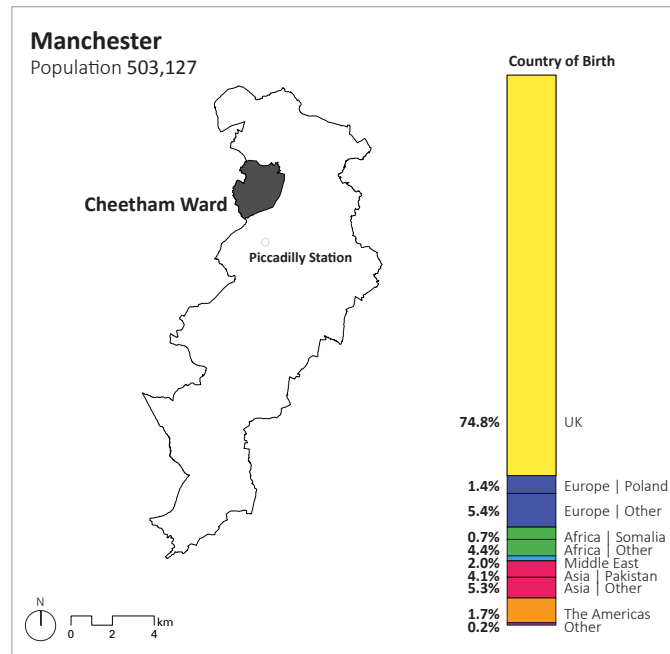 Manchester
Population 503,127
Cheetham Ward
Piccadilly Station
N
0 2 4 km
Country of Birth
74.8% UK
1.4% Europe | Poland
5.4% Europe | Other
0.7% Africa | Somalia
4.4% Africa | Other
2.0% Middle East
4.1% Asia | Pakistan
5.3% Asia | Other
1.7% The Americas
0.2% Other